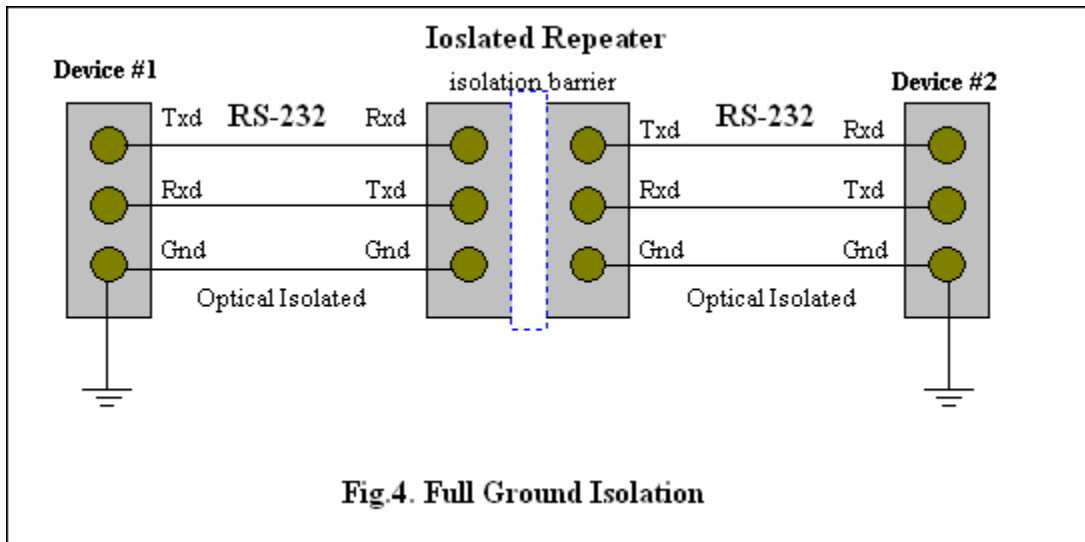 Ioslated Repeater
Device #1
isolation barrier
Device #2
Txd RS-232 Rxd
Txd RS-232 Rxd
Rxd Txd
Rxd Txd
Gnd Gnd
Gnd Gnd
Optical Isolated
Optical Isolated
Fig.4. Full Ground Isolation